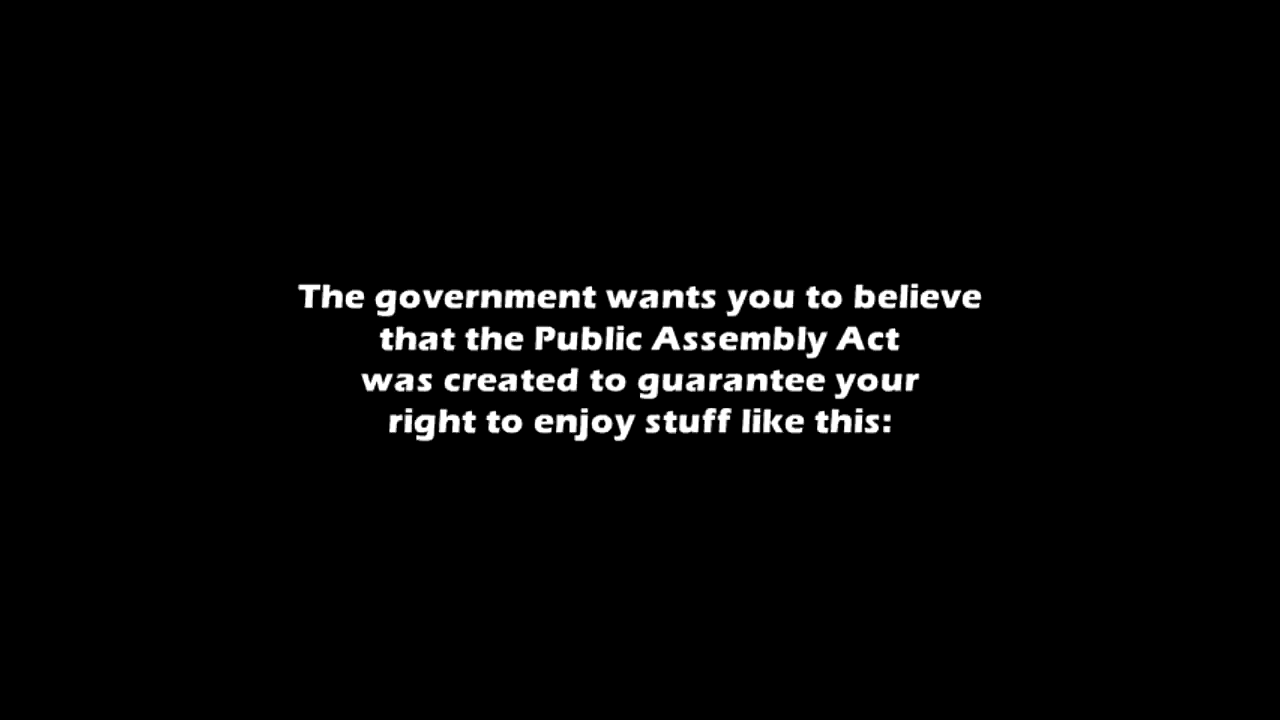 The government wants you to believe
that the Public Assembly Act
was created to guarantee your
right to enjoy stuff like this: